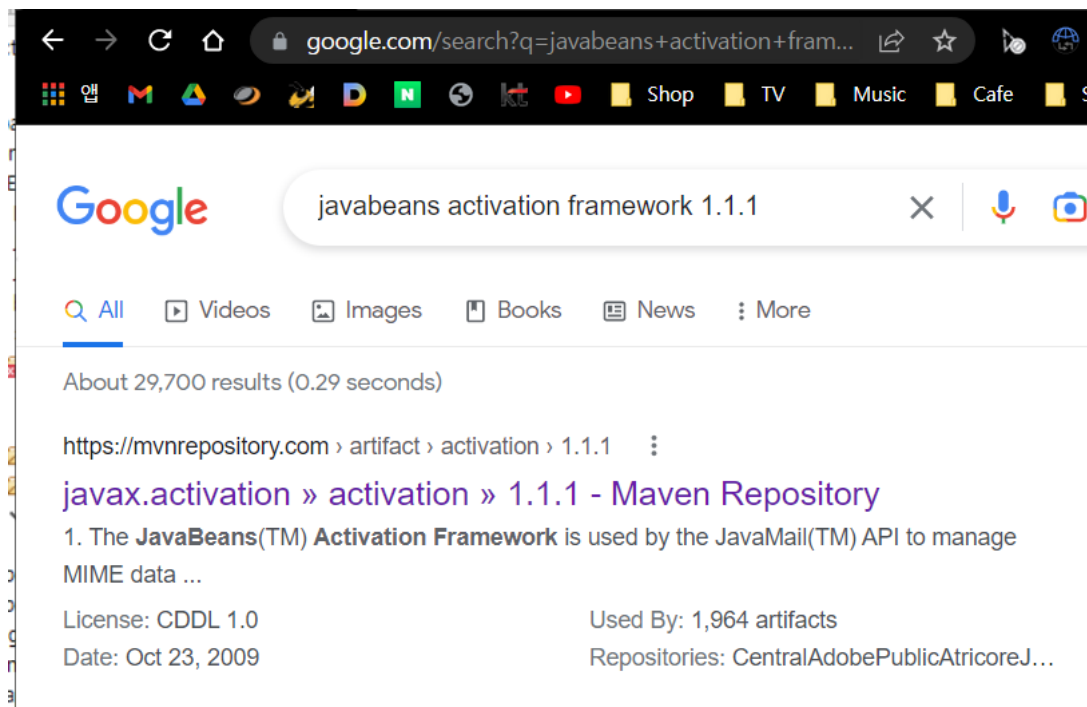 google.com/search?q=javabeans+activation+fram...
앱 D N kt Shop TV Music Cafe S
Google
javabeans activation framework 1.1.1
All Videos Images Books News More
About 29,700 results (0.29 seconds)
https://mvnrepository.com › artifact › activation › 1.1.1
javax.activation » activation » 1.1.1 - Maven Repository
1. The JavaBeans(TM) Activation Framework is used by the JavaMail(TM) API to manage
MIME data ...
License: CDDL 1.0 Used By: 1,964 artifacts
Date: Oct 23, 2009 Repositories: CentralAdobePublicAtricoreJ...